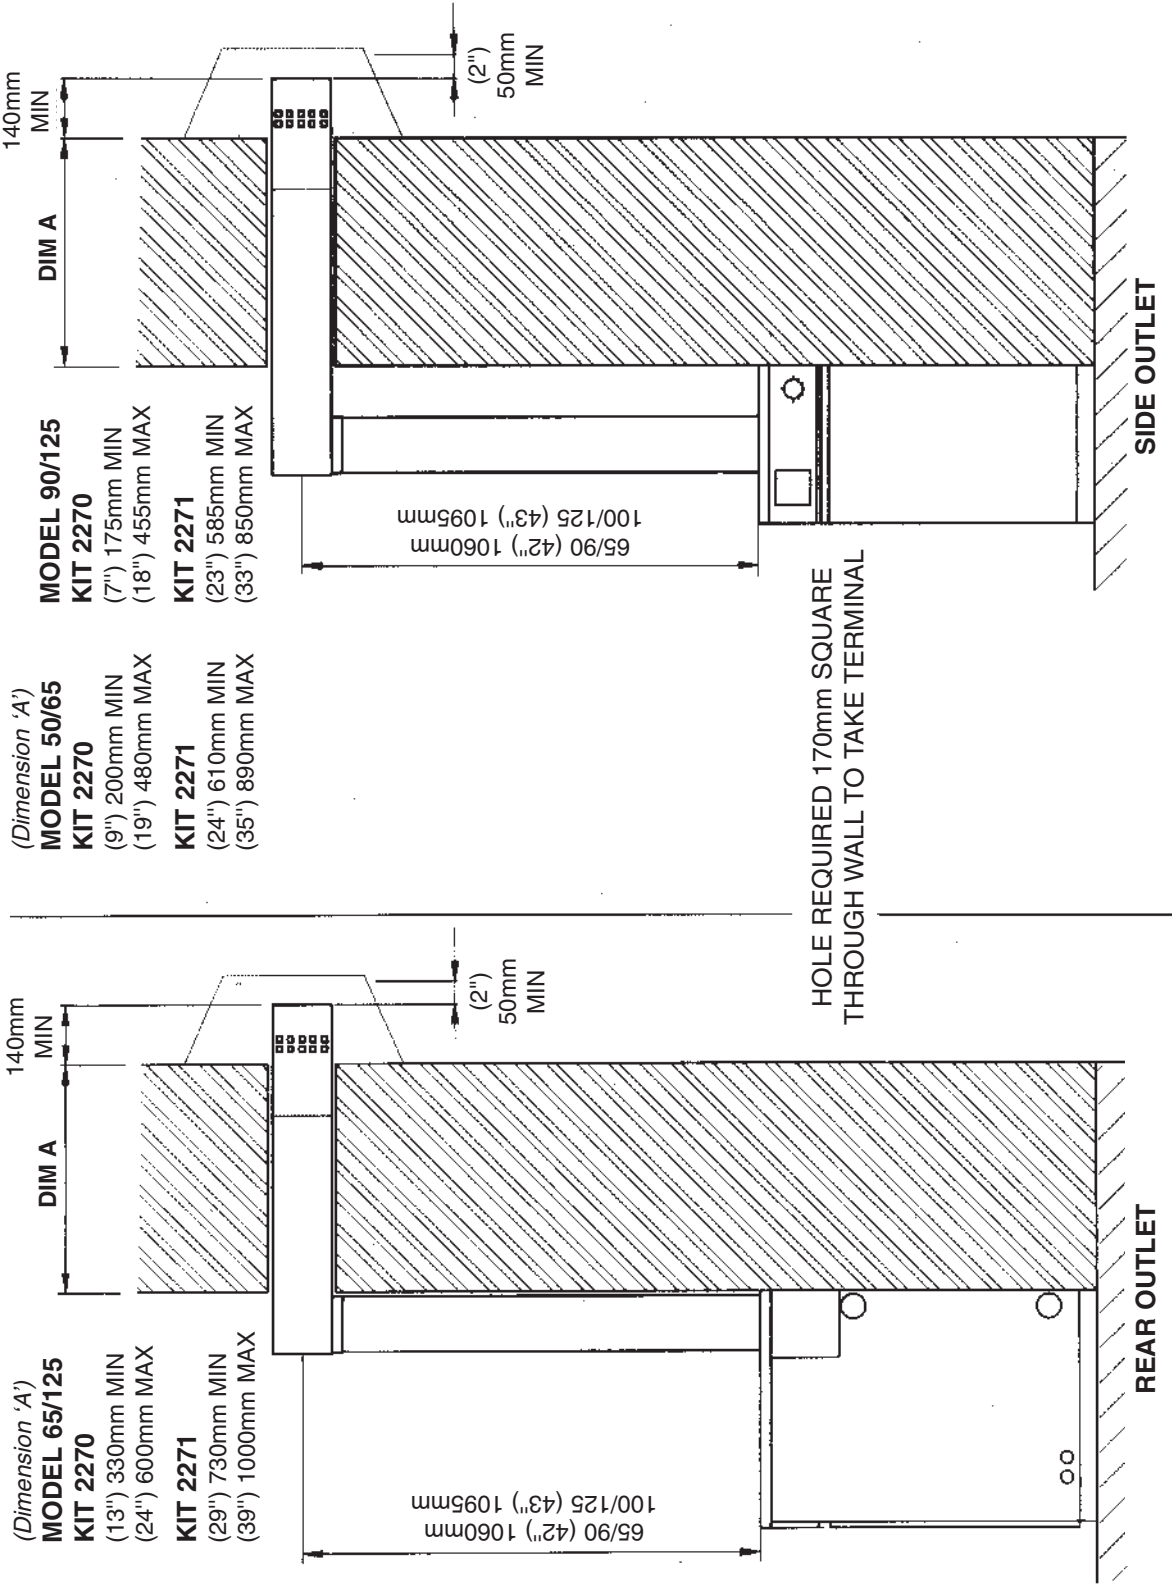 (Dimension ‘A’)
MODEL 65/125
KIT 2270
(13") 330mm MIN
(24") 600mm MAX
KIT 2271
(29") 730mm MIN
(39") 1000mm MAX
DIM A
140mm
MIN
(2")
50mm
MIN
65/90 (42") 1060mm
100/125 (43") 1095mm
REAR OUTLET
HOLE REQUIRED 170mm SQUARE
THROUGH WALL TO TAKE TERMINAL
(Dimension ‘A’)
MODEL 50/65
KIT 2270
(9") 200mm MIN
(19") 480mm MAX
KIT 2271
(24") 610mm MIN
(35") 890mm MAX
MODEL 90/125
KIT 2270
(7") 175mm MIN
(18") 455mm MAX
KIT 2271
(23") 585mm MIN
(33") 850mm MAX
DIM A
140mm
MIN
(2")
50mm
MIN
65/90 (42") 1060mm
100/125 (43") 1095mm
SIDE OUTLET